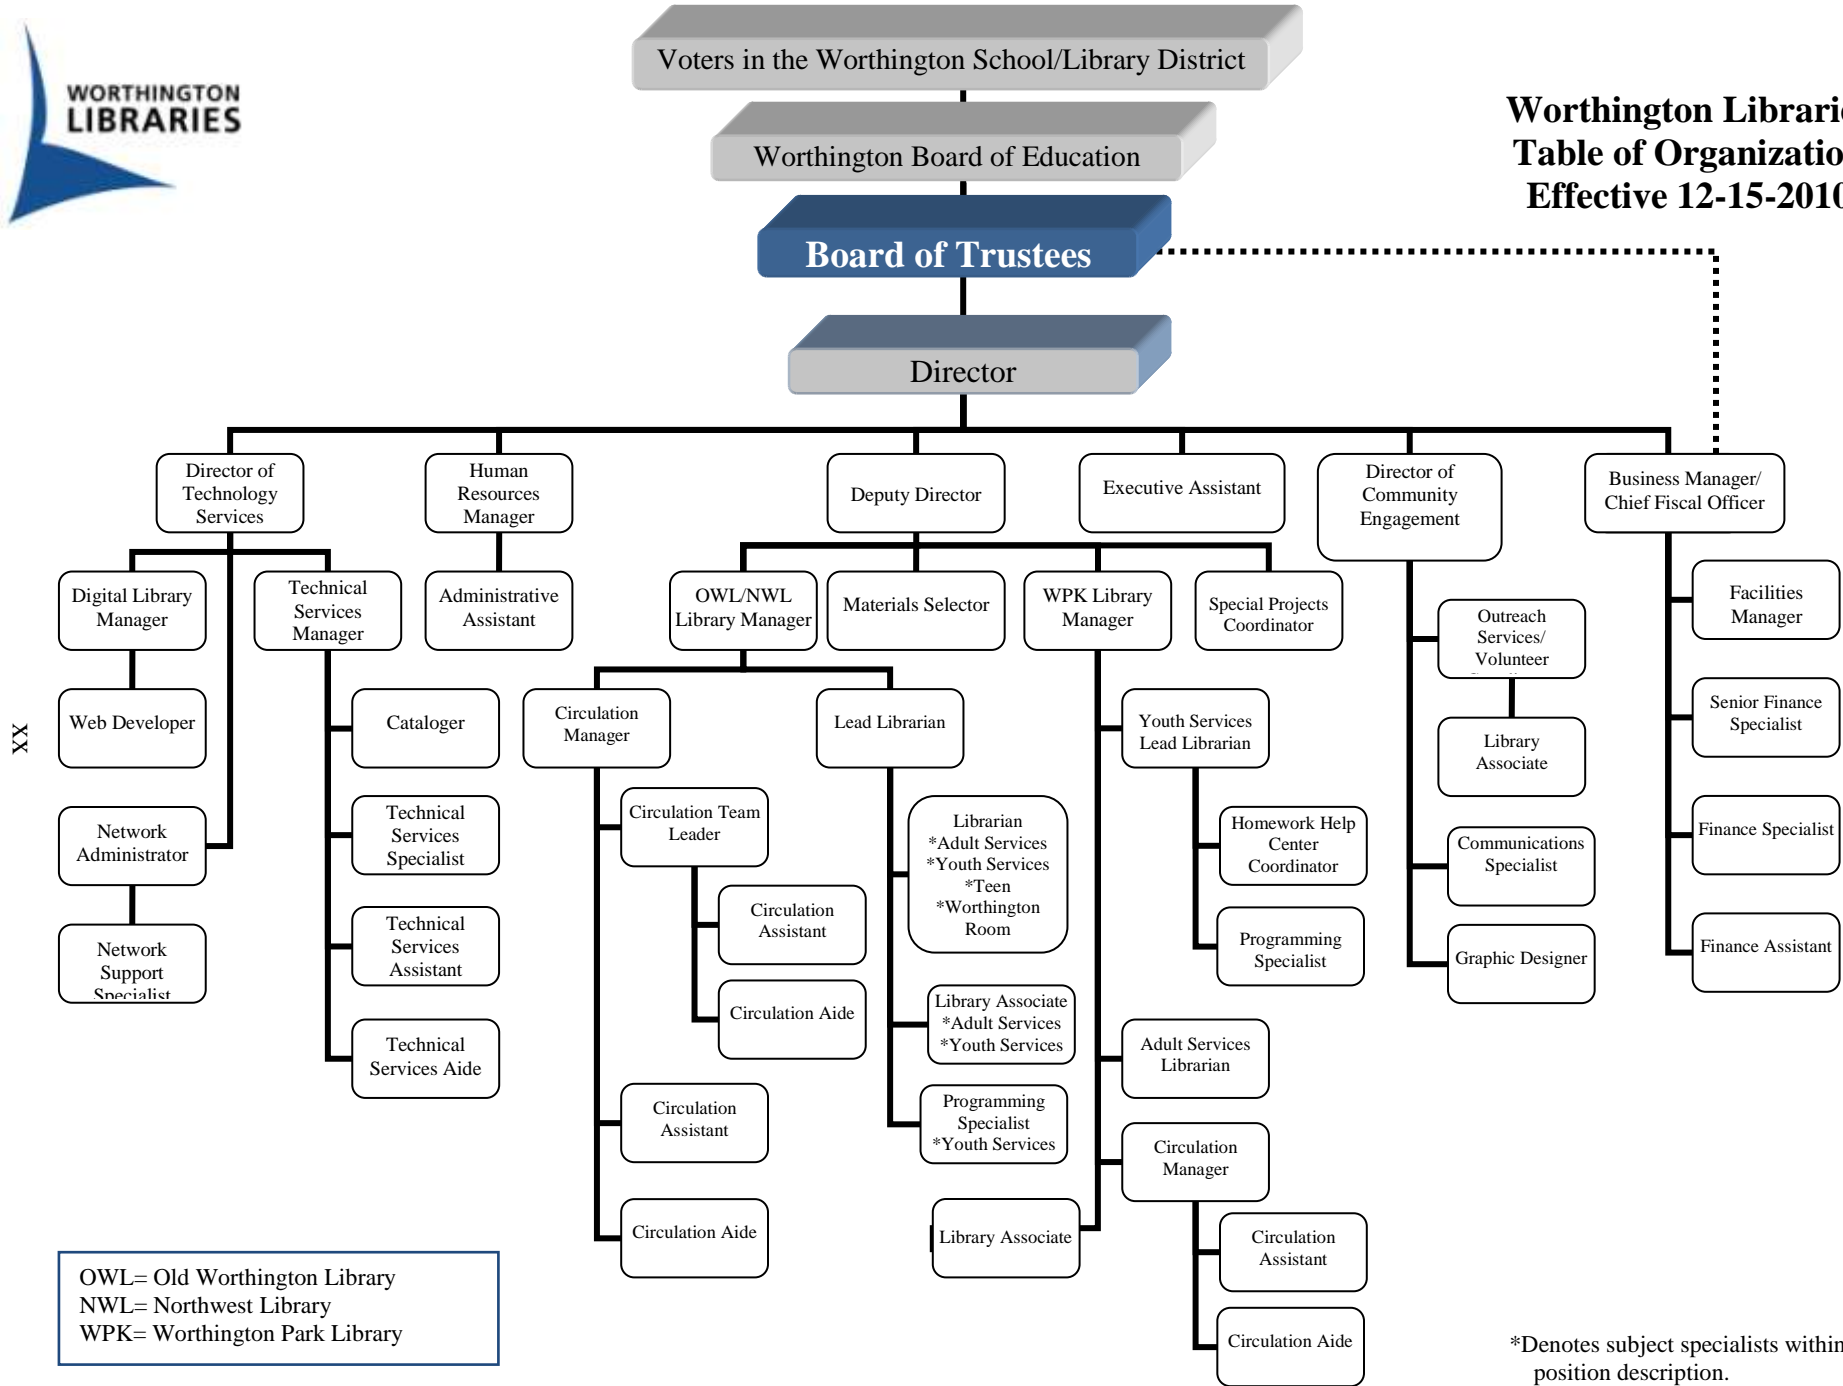 WORTHINGTON
LIBRARIES
Voters in the Worthington School/Library District
Worthington Board of Education
Board of Trustees
Director
Worthington
Table of
Effective
Director of
Technology
Services
Human
Resources
Manager
Deputy Director
Executive Assistant
Director of
Community
Engagement
Business Manager/
Chief Fiscal Officer
Digital Library
Manager
Technical
Services
Manager
Administrative
Assistant
OWL/NWL
Library Manager
Materials Selector
WPK Library
Manager
Special Projects
Coordinator
Outreach
Services/
Volunteer
Facilities
Manager
Web Developer
Cataloger
Circulation
Manager
Lead Librarian
Youth Services
Lead Librarian
Library
Associate
Senior Finance
Specialist
XX
Network
Administrator
Technical
Services
Specialist
Circulation Team
Leader
Librarian
*Adult Services
*Youth Services
*Teen
*Worthington
Room
Homework Help
Center
Coordinator
Communications
Specialist
Finance Specialist
Network
Support
Specialist
Technical
Services
Assistant
Circulation
Assistant
Programming
Specialist
Graphic Designer
Finance Assistant
Circulation Aide
Library Associate
*Adult Services
*Youth Services
Technical
Services Aide
Adult Services
Librarian
Circulation
Assistant
Programming
Specialist
*Youth Services
Circulation
Manager
Circulation Aide
Library Associate
Circulation
Assistant
Circulation Aide
OWL= Old Worthington Library
NWL= Northwest Library
WPK= Worthington Park Library
*Denotes subject specialists within
position description.